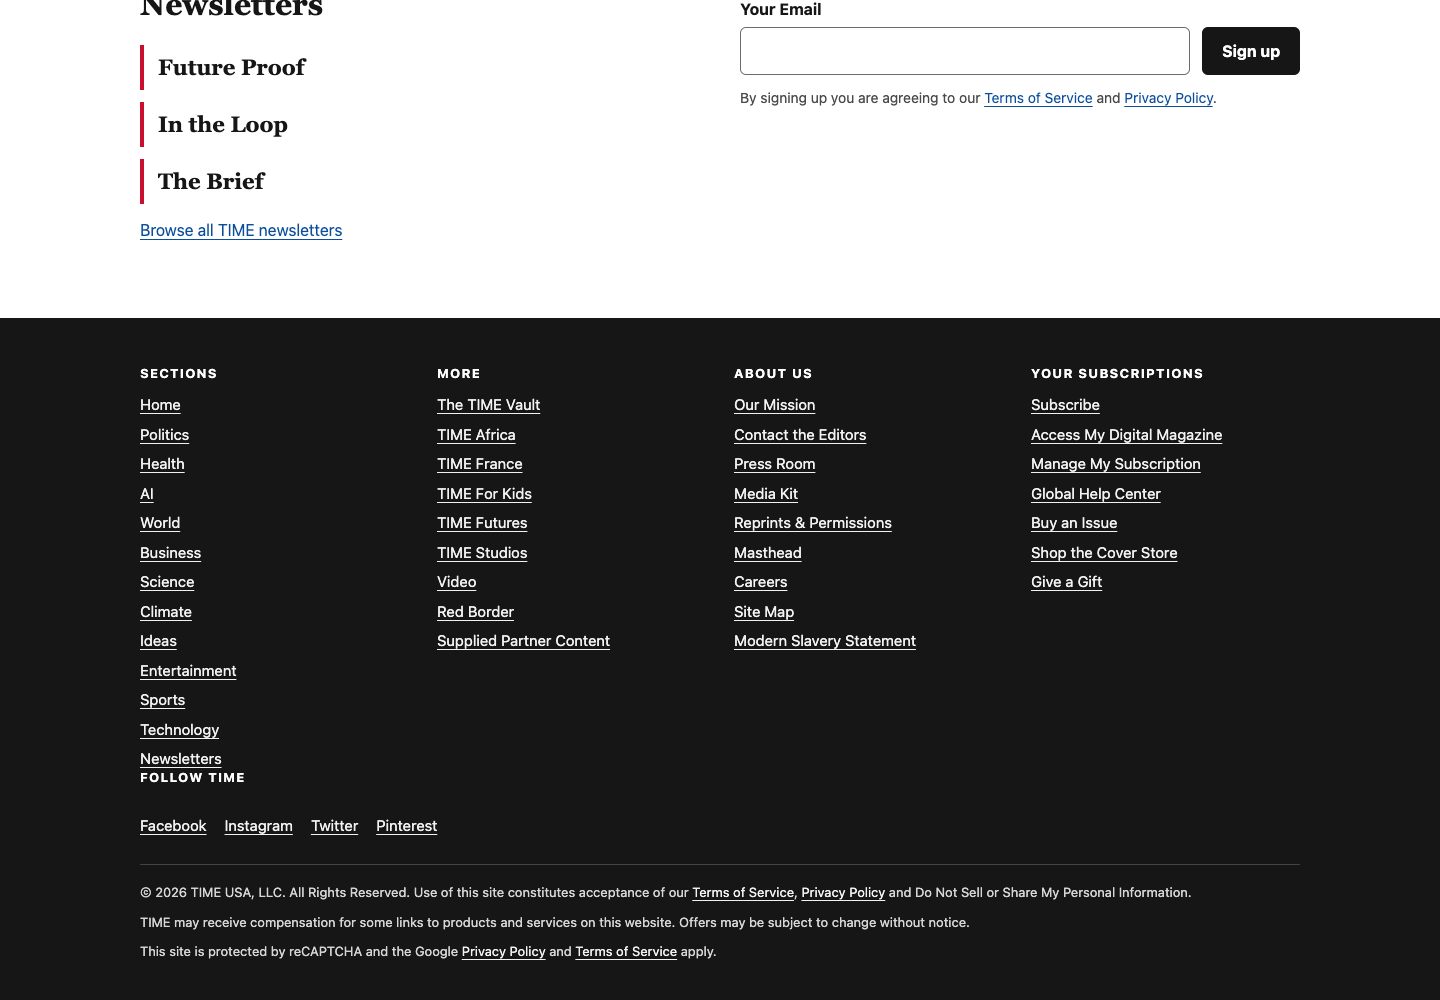 Newsletters
Future Proof
In the Loop
The Brief
Browse all TIME newsletters
Your Email
Sign up
By signing up you are agreeing to our Terms of Service and Privacy Policy.
SECTIONS
Home
Politics
Health
AI
World
Business
Science
Climate
Ideas
Entertainment
Sports
Technology
Newsletters
MORE
The TIME Vault
TIME Africa
TIME France
TIME For Kids
TIME Futures
TIME Studios
Video
Red Border
Supplied Partner Content
ABOUT US
Our Mission
Contact the Editors
Press Room
Media Kit
Reprints & Permissions
Masthead
Careers
Site Map
Modern Slavery Statement
YOUR SUBSCRIPTIONS
Subscribe
Access My Digital Magazine
Manage My Subscription
Global Help Center
Buy an Issue
Shop the Cover Store
Give a Gift
FOLLOW TIME
Facebook Instagram Twitter Pinterest
© 2026 TIME USA, LLC. All Rights Reserved. Use of this site constitutes acceptance of our Terms of Service, Privacy Policy and Do Not Sell or Share My Personal Information.
TIME may receive compensation for some links to products and services on this website. Offers may be subject to change without notice.
This site is protected by reCAPTCHA and the Google Privacy Policy and Terms of Service apply.